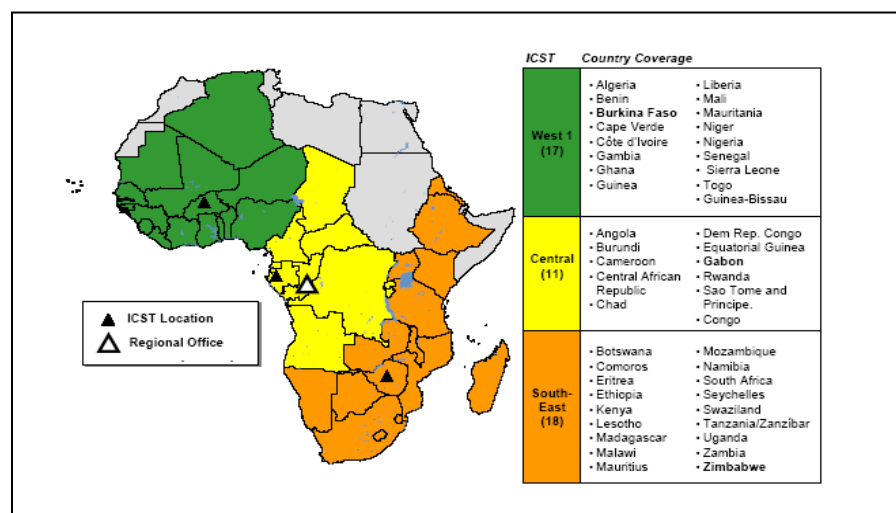 ICST Country Coverage
West 1
(17)
• Algeria
• Benin
• Burkina Faso
• Cape Verde
• Côte d'Ivoire
• Gambia
• Ghana
• Guinea
• Liberia
• Mali
• Mauritania
• Niger
• Nigeria
• Senegal
• Sierra Leone
• Togo
• Guinea-Bissau
Central
(11)
• Angola
• Burundi
• Cameroon
• Central African
Republic
• Chad
• Dem Rep. Congo
• Equatorial Guinea
• Gabon
• Rwanda
• Sao Tome and
Principe.
• Congo
South-
East
(18)
• Botswana
• Comoros
• Eritrea
• Ethiopia
• Kenya
• Lesotho
• Madagascar
• Malawi
• Mauritius
• Mozambique
• Namibia
• South Africa
• Seychelles
• Swaziland
• Tanzania/Zanzíbar
• Uganda
• Zambia
• Zimbabwe
ICST Location
Regional Office